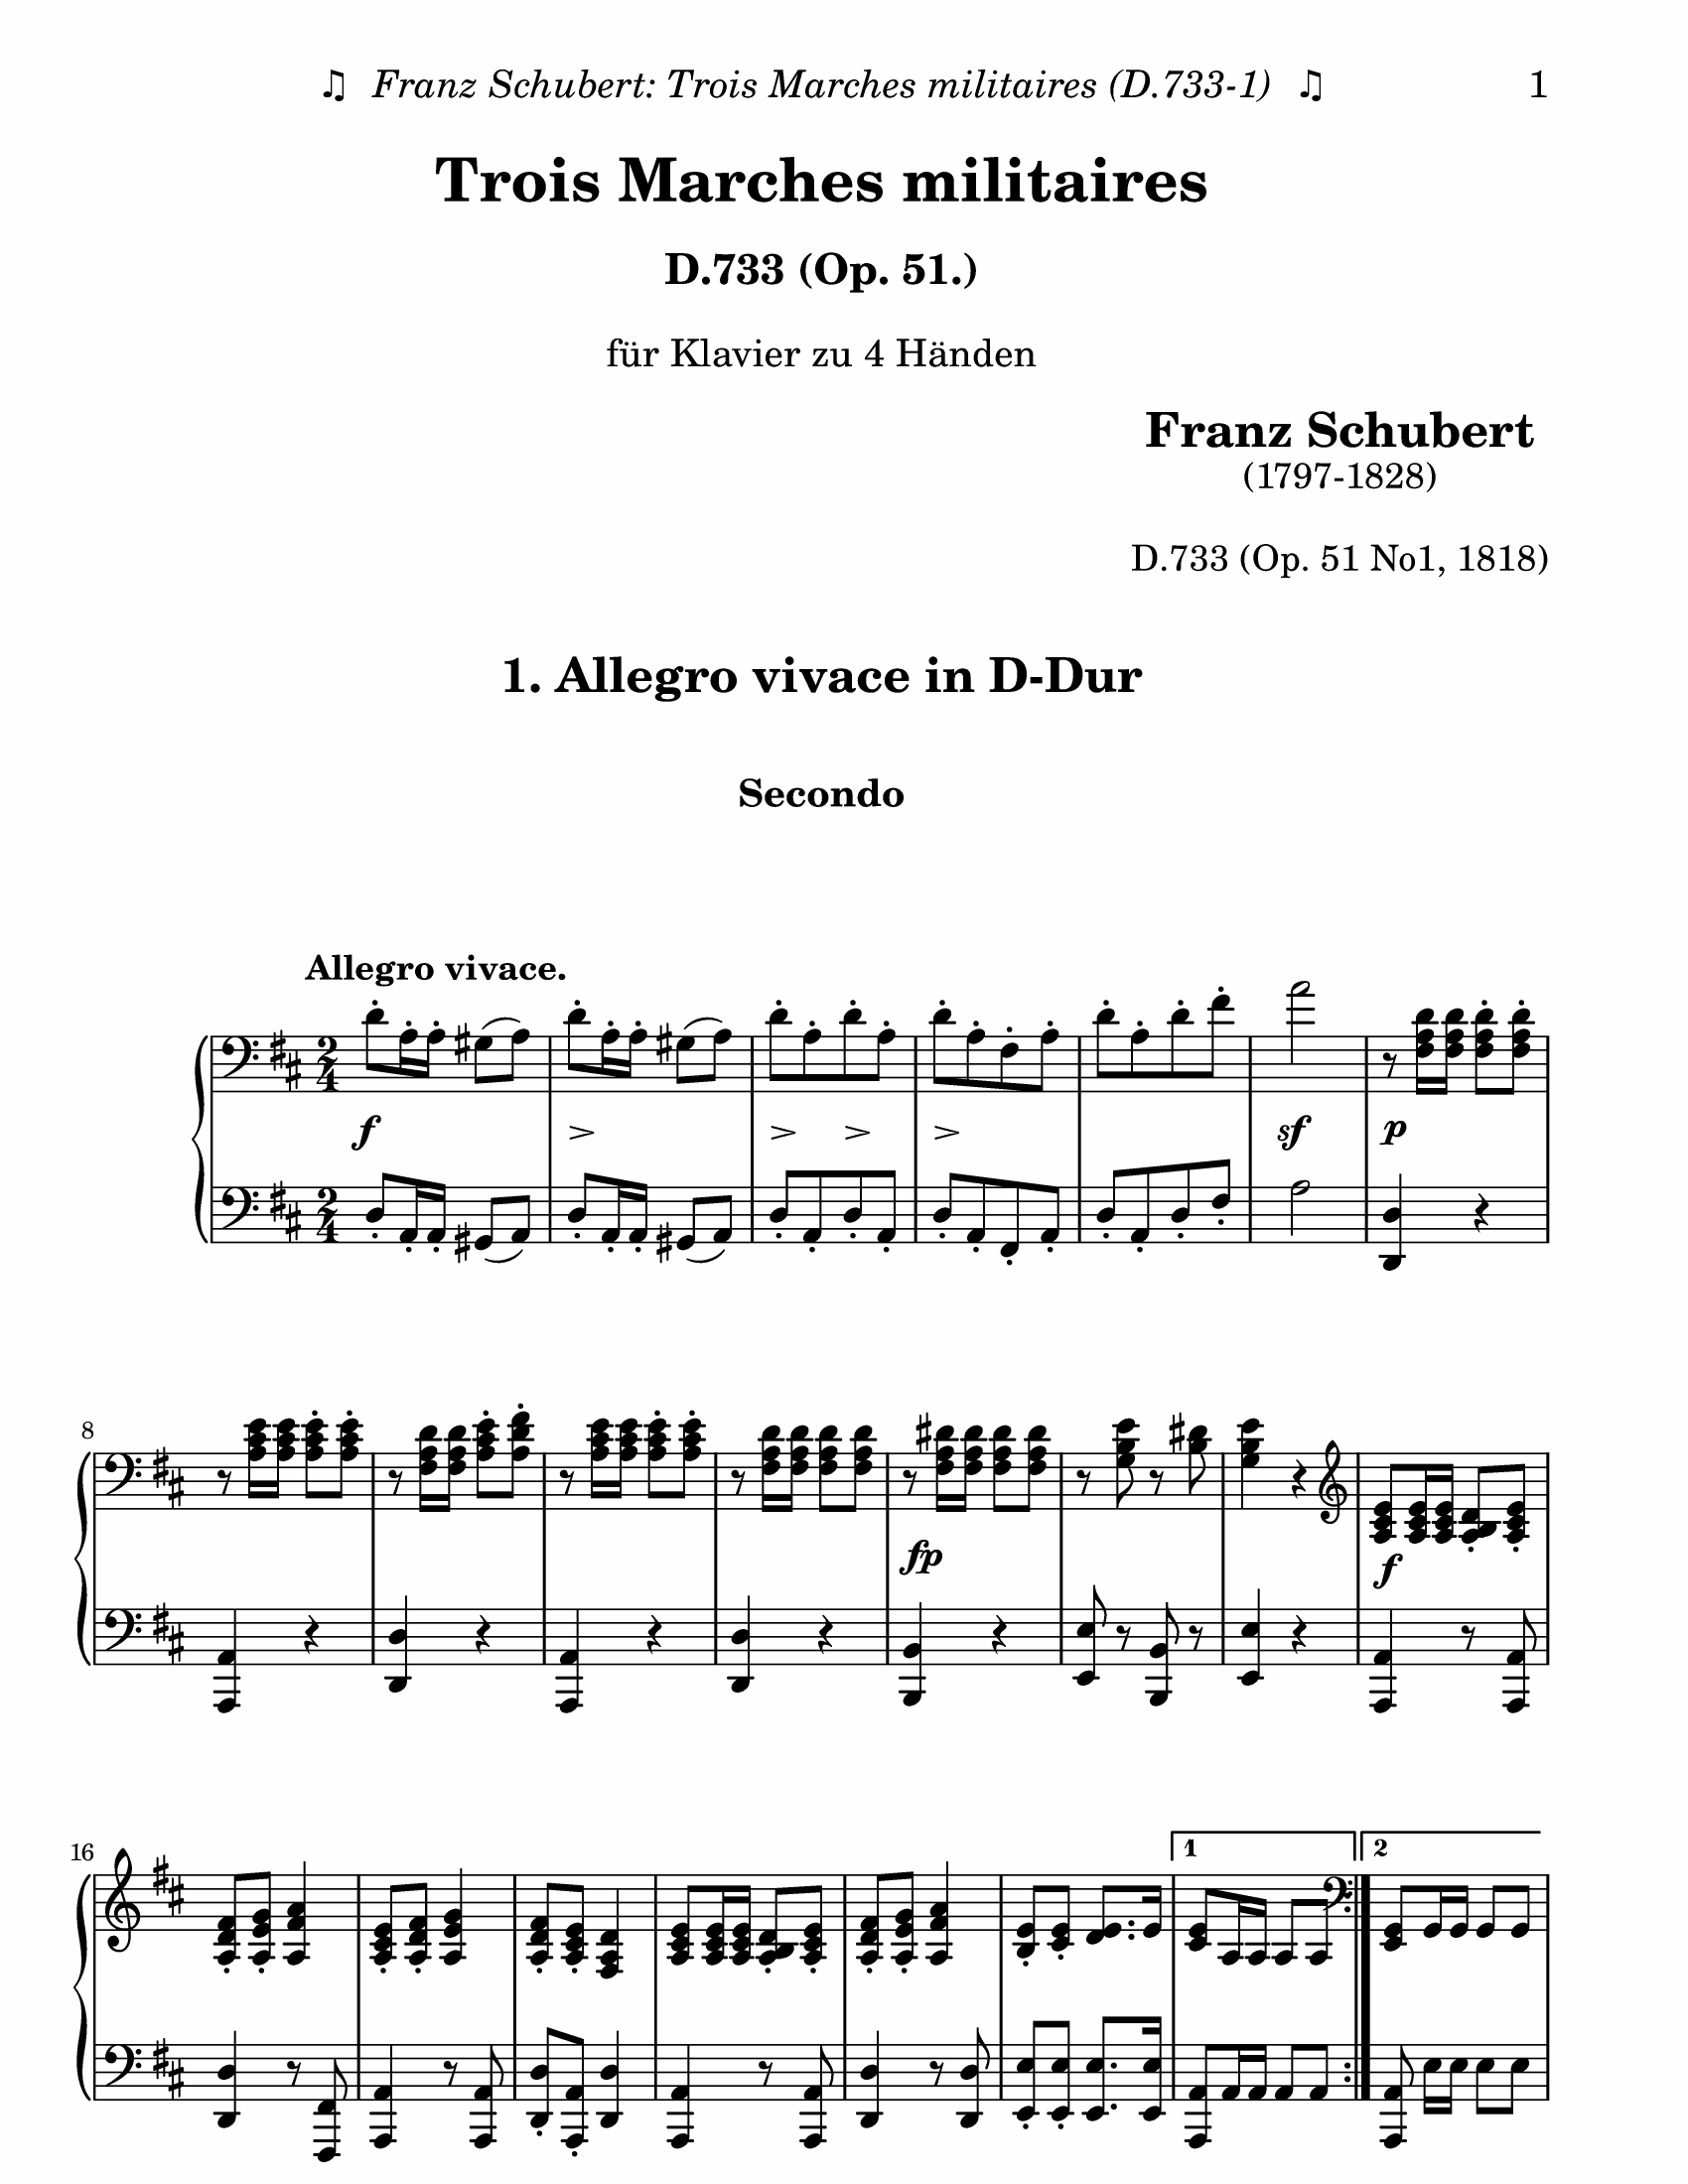 ♫ Franz Schubert: Trois Marches militaires (D.733-1) ♫ 1
Trois Marches militaires
D.733 (Op. 51.)
für Klavier zu 4 Händen
Franz Schubert
(1797-1828)
D.733 (Op. 51 No1, 1818)
1. Allegro vivace in D-Dur
Secondo
Allegro vivace.
2 4
f sf p
2 4
8
fp f
16
1 2